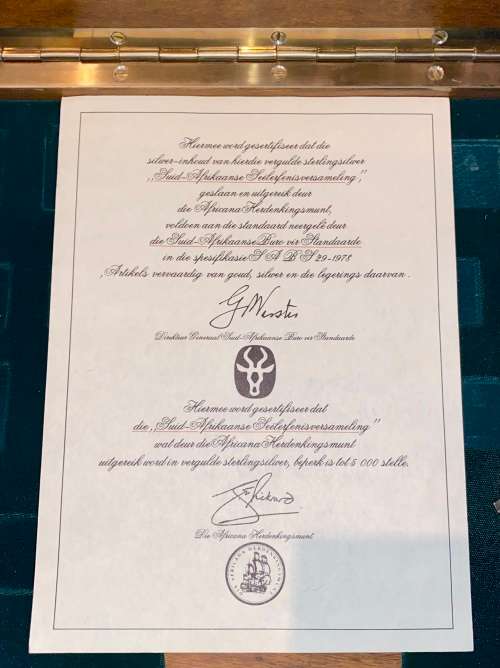 Hiermee word gesertifiseer dat die
silwer-inhoud van hierdie vergulde sterlingsilwer
„Suid-Afrikaanse Seëlerfenisversameling",
geslaan en uitgereik deur
die Africana Herdenkingsmunt,
voldoen aan die standaard neergelê deur
die Suid-Afrikaanse Buro vir Standaarde
in die spesifikasie S A B S 29-1978
‚Artikels vervaardig van goud, silwer en die legerings daarvan.
Direkteur Generaal Suid-Afrikaanse Buro vir Standaarde
Hiermee word gesertifiseer dat
die „Suid-Afrikaanse Seëlerfenisversameling"
wat deur die Africana Herdenkingsmunt
uitgereik word in vergulde sterlingsilwer, beperk is tot 5 000 stelle.
Die Africana Herdenkingsmunt
DIE AFRICANA HERDENKINGSMUNT